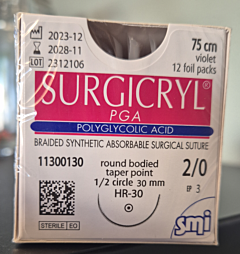 2023-12
75 cm
2028-11
violet
LOT 2312106
12 foil packs
SURGICRYL®
PGA
POLYGLYCOLIC ACID
BRAIDED SYNTHETIC ABSORBABLE SURGICAL SUTURE
11300130
round bodied
taper point
1/2 circle 30 mm
HR-30
2/0
EP 3
STERILE EO
smi